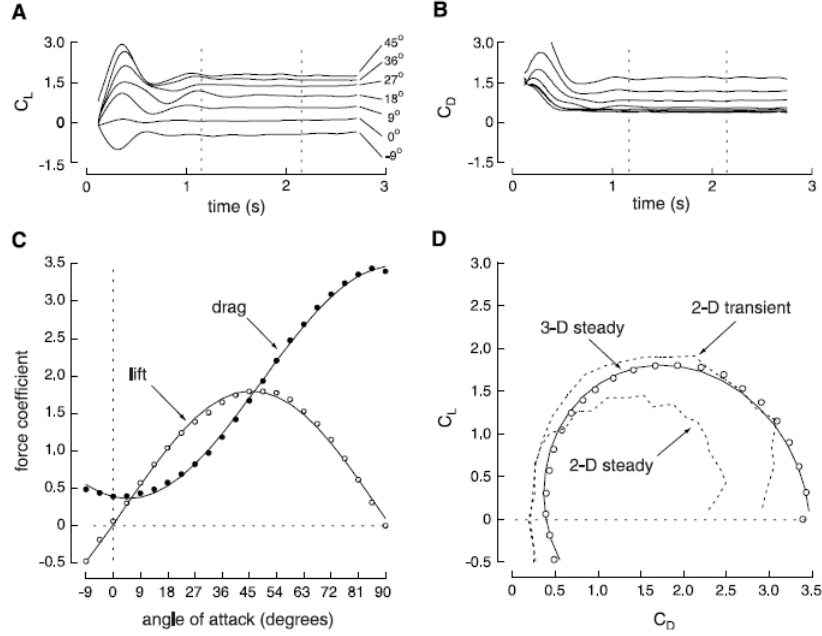 A
3.0
1.5
0
-1.5
C_L
45°
36°
27°
18°
9°
0°
-9°
0 1 2 3
time (s)
B
3.0
1.5
0
-1.5
C_D
0 1 2 3
time (s)
C
3.5
3.0
2.5
2.0
1.5
1.0
0.5
0
-0.5
force coefficient
drag
lift
-9 0 9 18 27 36 45 54 63 72 81 90
angle of attack (degrees)
D
3.0
2.5
2.0
1.5
1.0
0.5
0
-0.5
C_L
2-D transient
3-D steady
2-D steady
0 0.5 1.0 1.5 2.0 2.5 3.0 3.5
C_D